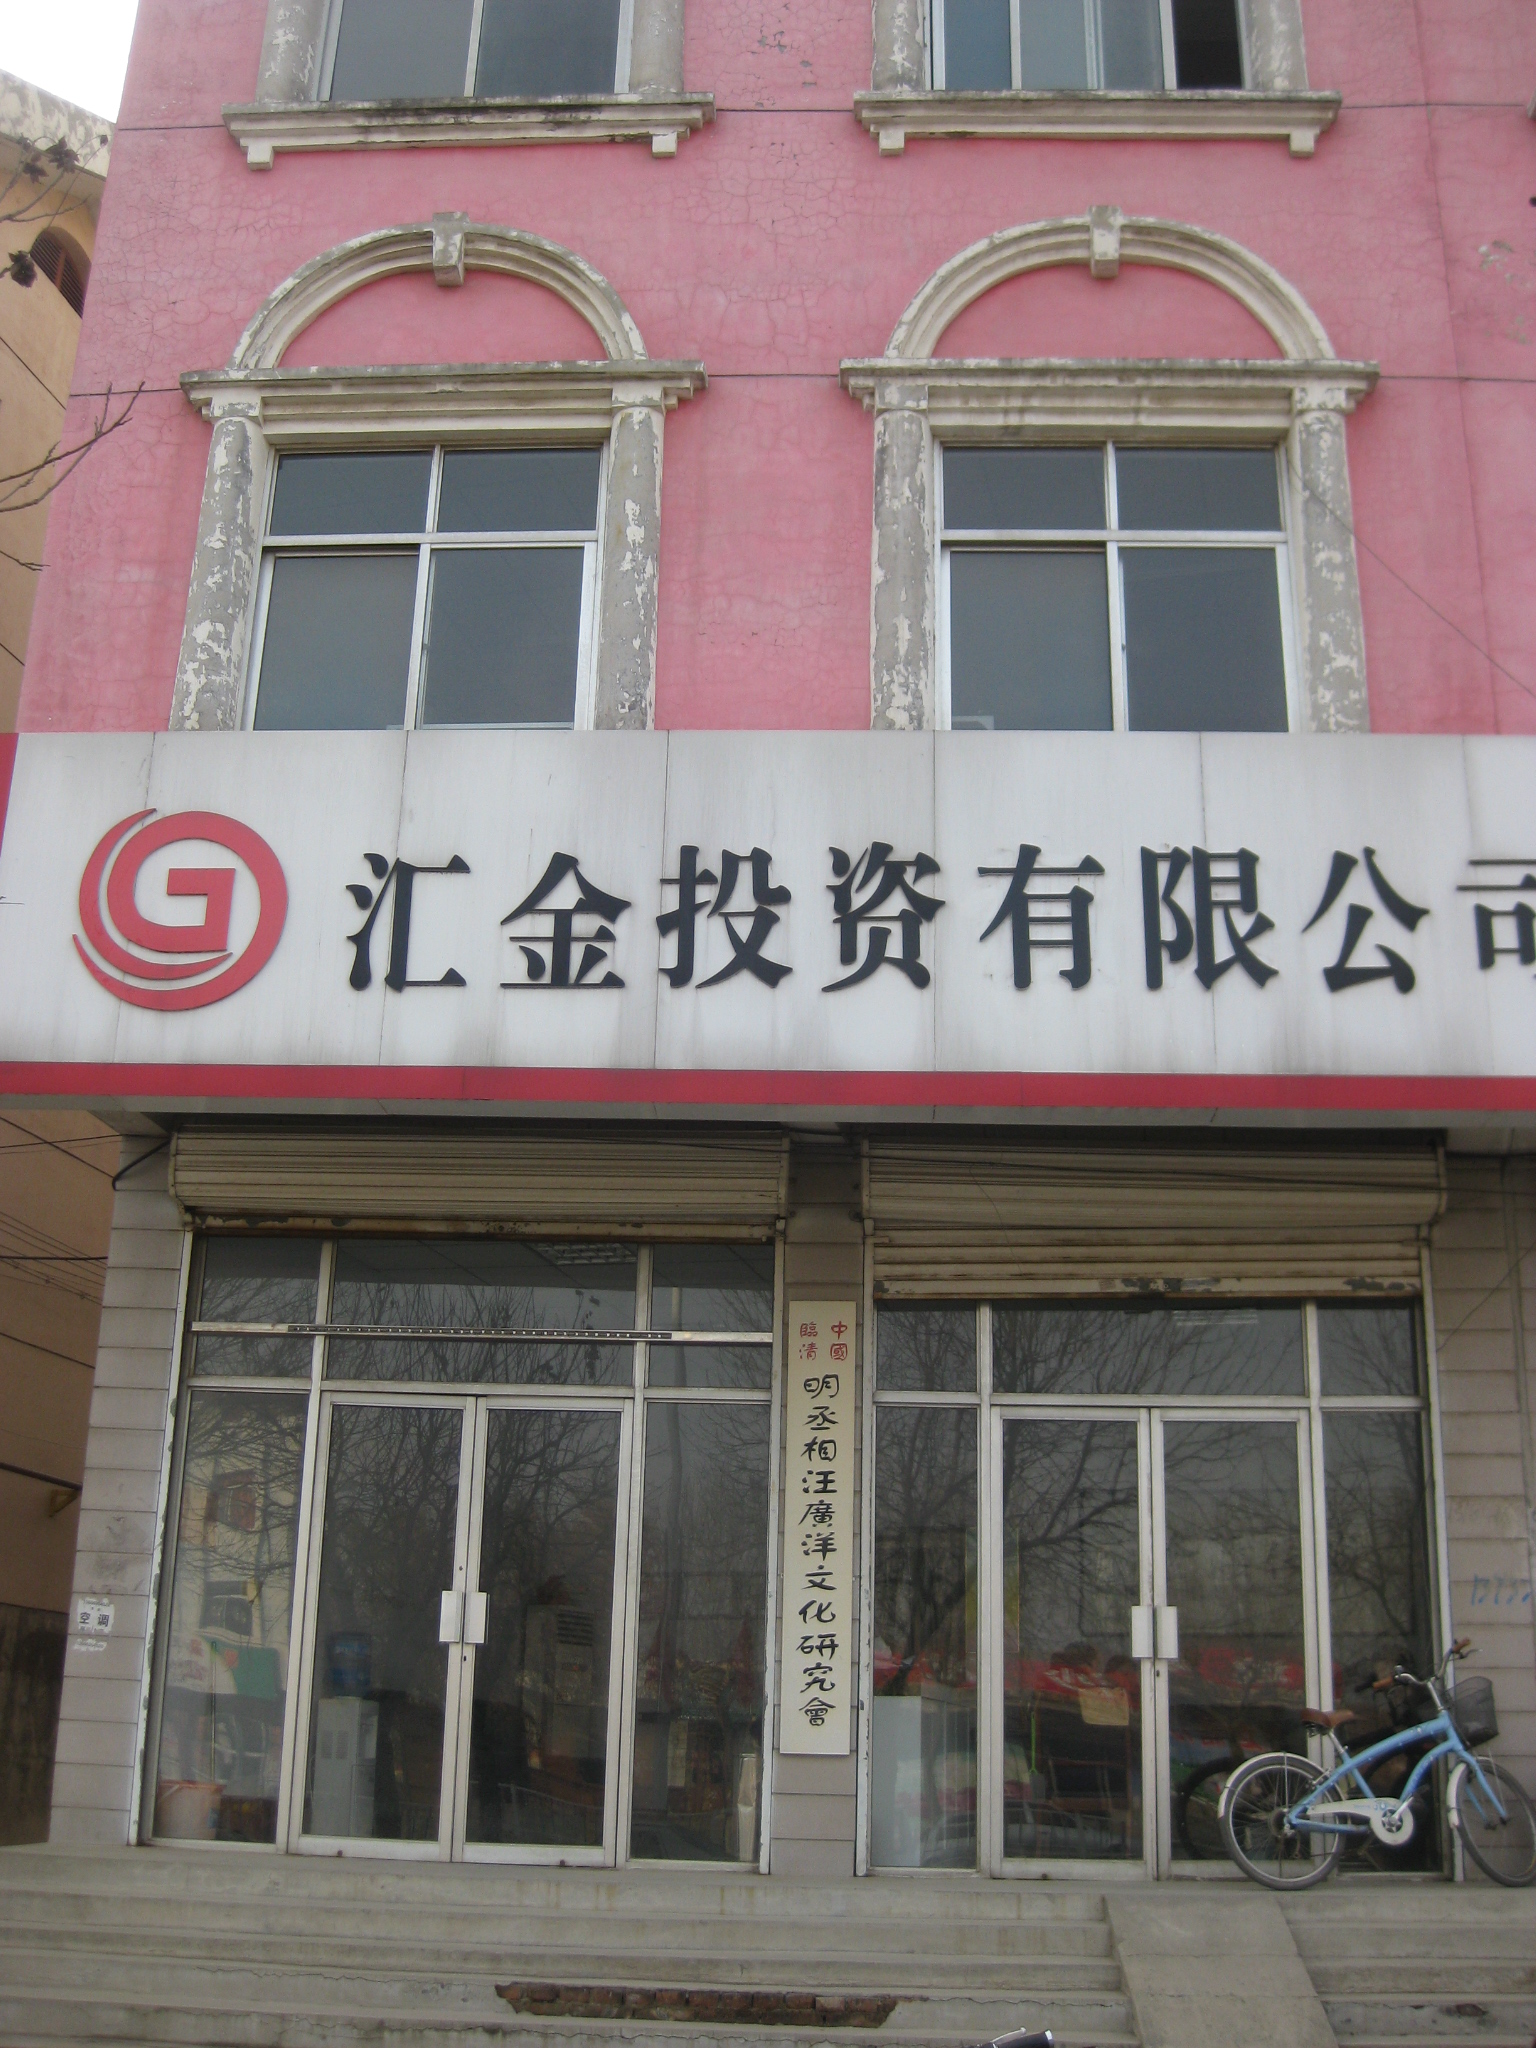 汇金投资有限公司
中國
臨清
明丞相汪廣洋文化研究會
空调